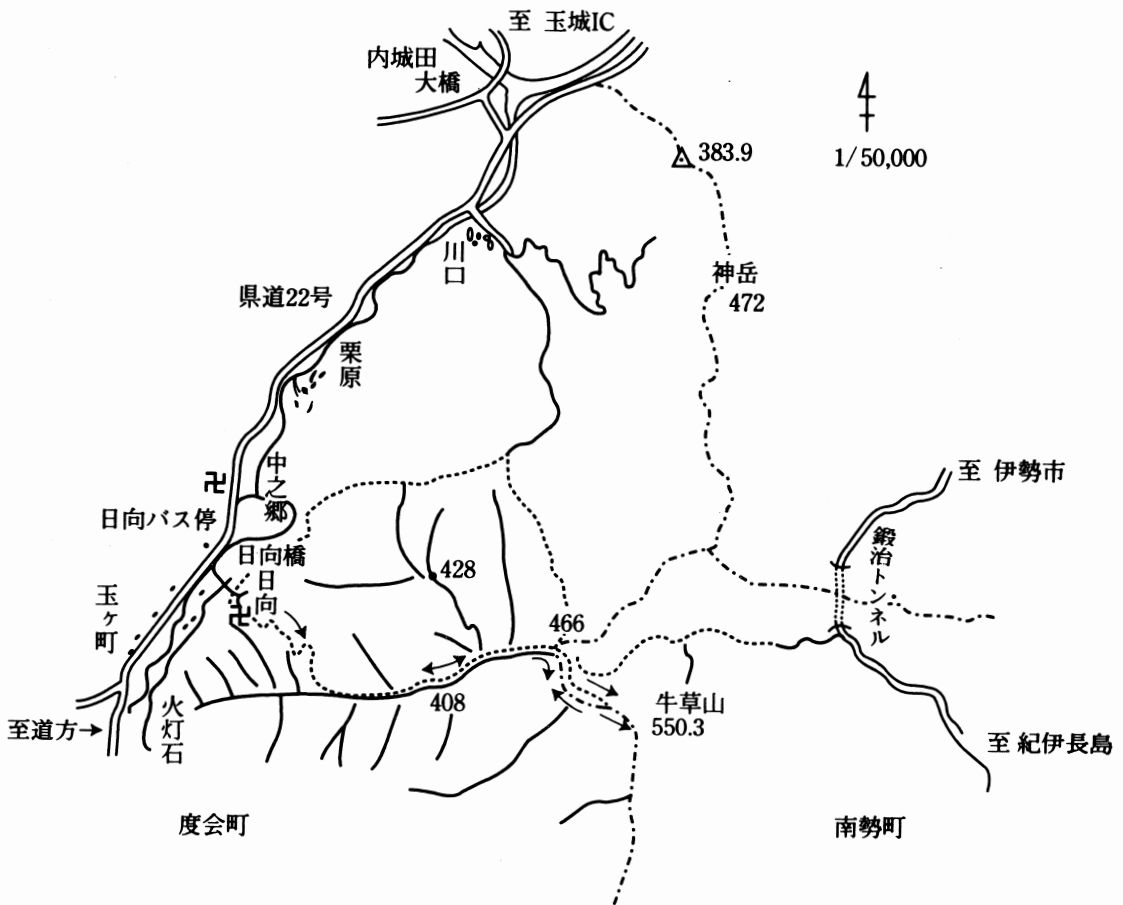 至 玉城IC
内城田
大橋
383.9
1/50,000
川口
神岳
472
県道22号
栗原
至 伊勢市
中之郷
日向バス停
鍛冶トンネル
日向橋
日向
428
玉ヶ町
466
408
牛草山
550.3
火灯石
至道方→
至 紀伊長島
度会町
南勢町